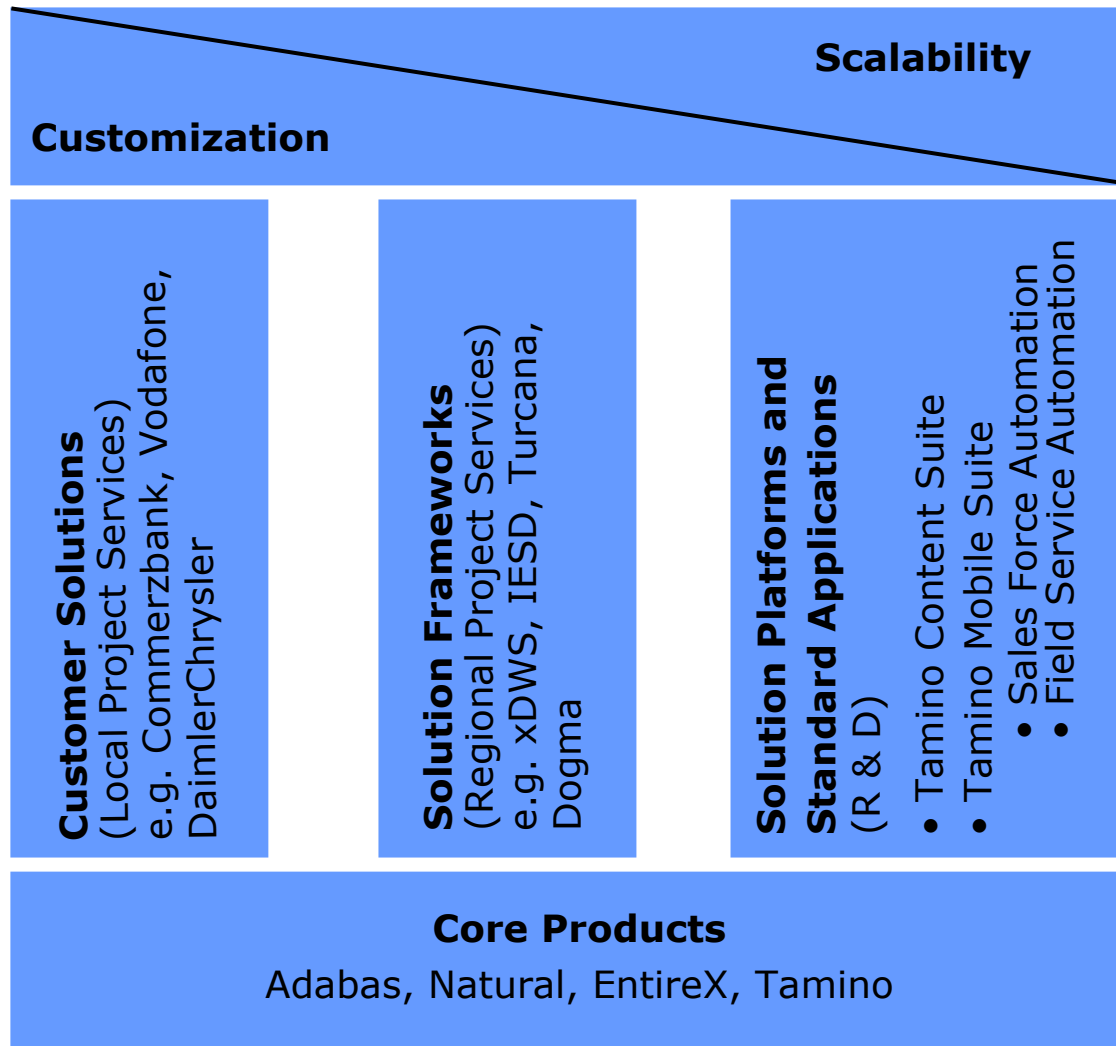 Scalability
Customization
Customer Solutions
(Local Project Services)
e.g. Commerzbank, Vodafone,
DaimlerChrysler
Solution Frameworks
(Regional Project Services)
e.g. xDWS, IESD, Turcana,
Dogma
Solution Platforms and
Standard Applications
(R & D)
• Tamino Content Suite
• Tamino Mobile Suite
• Sales Force Automation
• Field Service Automation
Core Products
Adabas, Natural, EntireX, Tamino